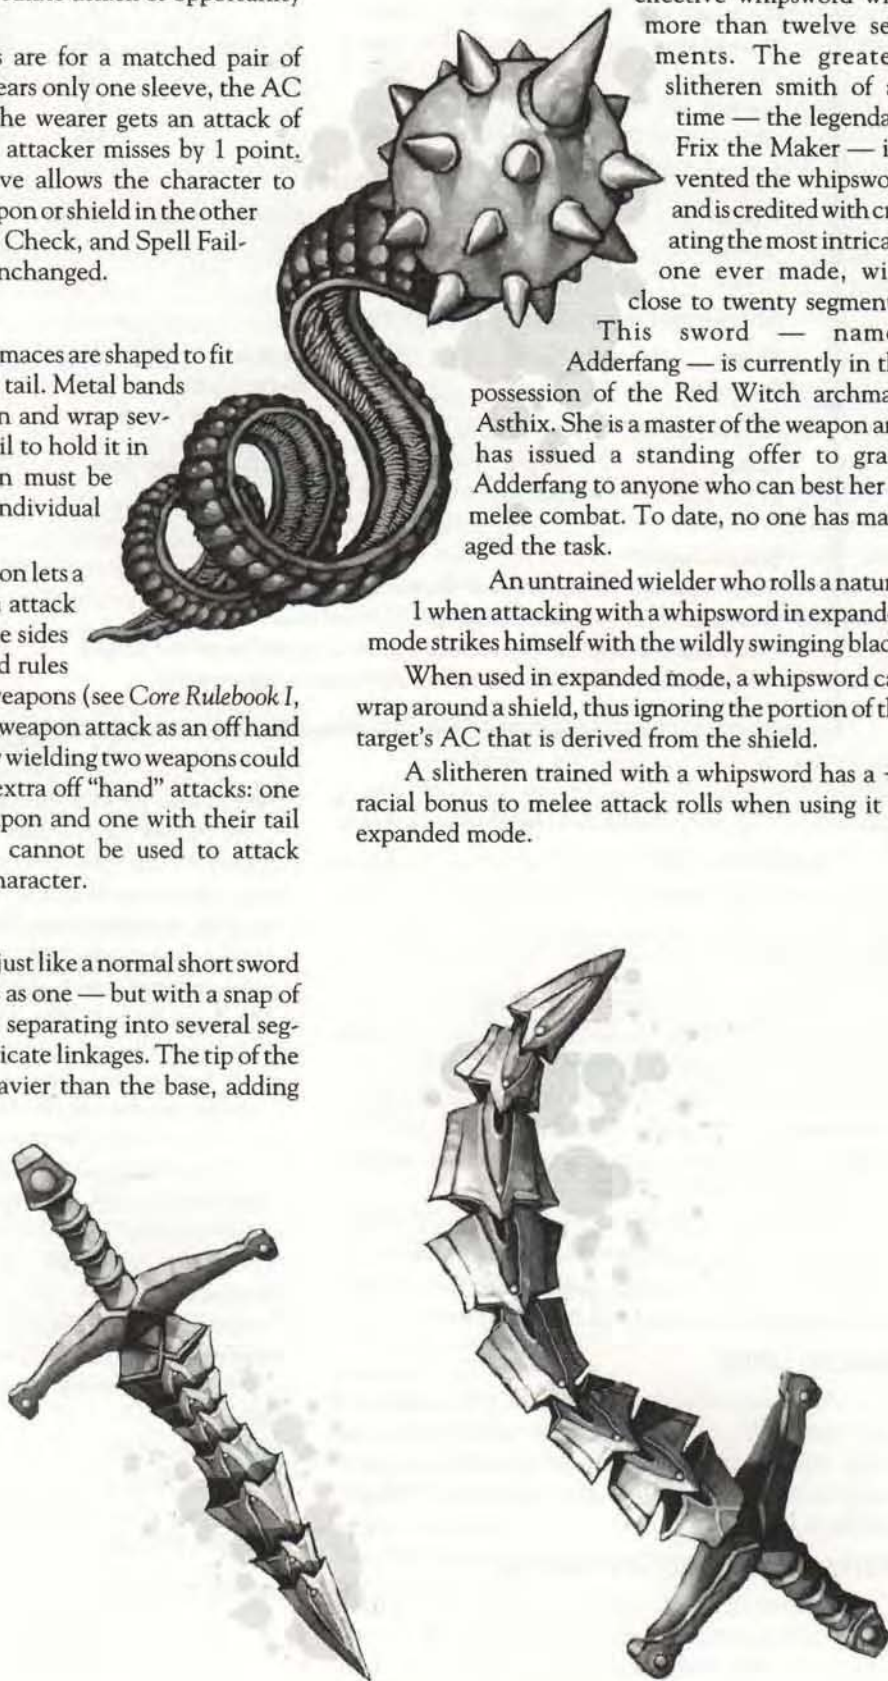 s are for a matched pair of
ears only one sleeve, the AC
he wearer gets an attack of
attacker misses by 1 point.
ve allows the character to
pon or shield in the other
Check, and Spell Fail-
nchanged.
maces are shaped to fit
tail. Metal bands
n and wrap sev-
il to hold it in
n must be
ndividual
on lets a
attack
e sides
d rules
eapons (see Core Rulebook I,
weapon attack as an off hand
wielding two weapons could
extra off “hand” attacks: one
apon and one with their tail
cannot be used to attack
haracter.
just like a normal short sword
as one — but with a snap of
separating into several seg-
icate linkages. The tip of the
avier than the base, adding
more than twelve se
ments. The greate
slitheren smith of a
time — the legenda
Frix the Maker — i
vented the whipswo
and is credited with cr
ating the most intrica
one ever made, wi
close to twenty segment
This sword — name
Adderfang — is currently in th
possession of the Red Witch archma
Asthix. She is a master of the weapon an
has issued a standing offer to gra
Adderfang to anyone who can best her
melee combat. To date, no one has ma
aged the task.
An untrained wielder who rolls a natur
1 when attacking with a whipsword in expand
mode strikes himself with the wildly swinging blad
When used in expanded mode, a whipsword ca
wrap around a shield, thus ignoring the portion of th
target's AC that is derived from the shield.
A slitheren trained with a whipsword has a
racial bonus to melee attack rolls when using it
expanded mode.